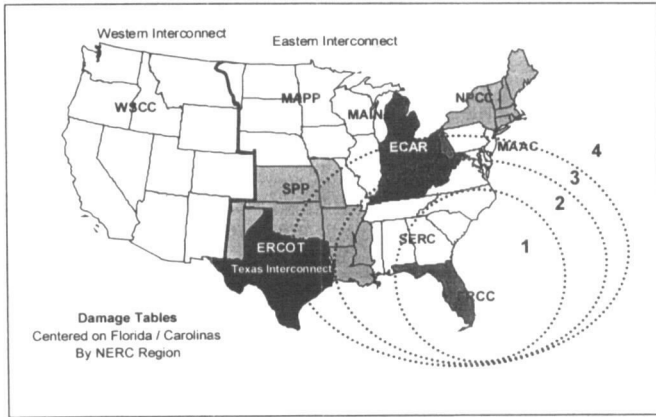 Western Interconnect
Eastern Interconnect
WSCC
MAPP
MAIN
NPCC
ECAR
MAAC
4
3
2
1
SPP
SERC
ERCOT
Texas Interconnect
FRCC
Damage Tables
Centered on Florida / Carolinas
By NERC Region